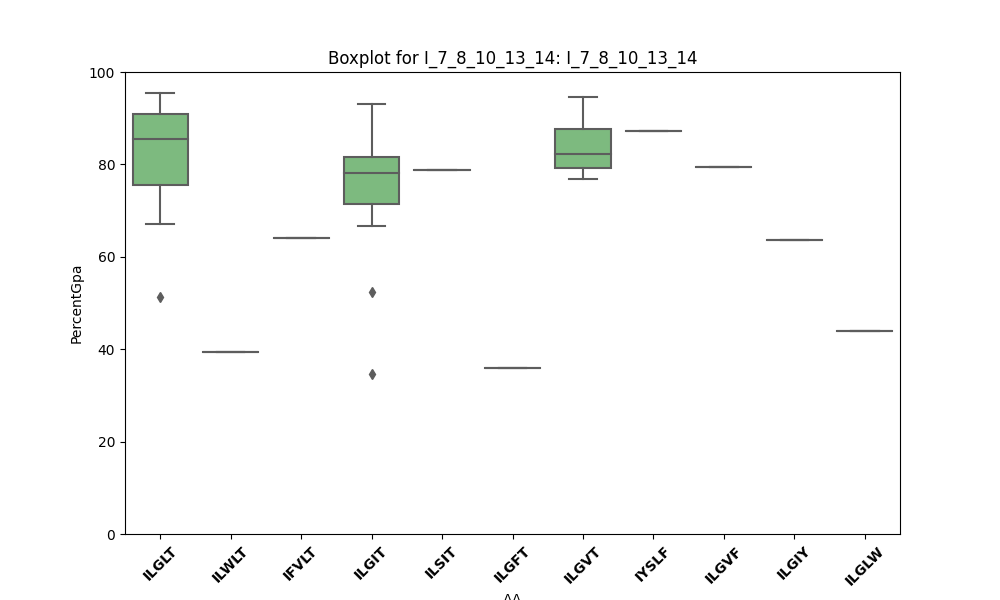 Boxplot for I_7_8_10_13_14: I_7_8_10_13_14
100
80
60
40
20
0
PercentGpa
ILGLT
ILWLT
IFVLT
ILGIT
ILSIT
ILGFT
ILGVT
IYSLF
ILGVF
ILGIY
ILGLW
AA